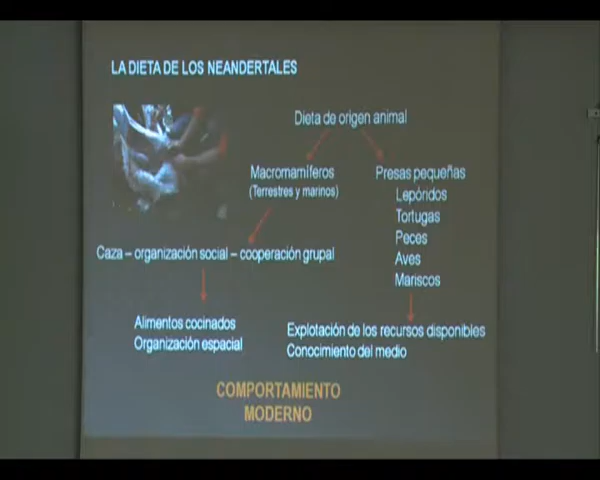 LA DIETA DE LOS NEANDERTALES
Dieta de origen animal
Macromamíferos
(Terrestres y marinos)
Presas pequeñas
Lepóridos
Tortugas
Peces
Aves
Mariscos
Caza – organización social – cooperación grupal
Alimentos cocinados
Organización espacial
Explotación de los recursos disponibles
Conocimiento del medio
COMPORTAMIENTO
MODERNO